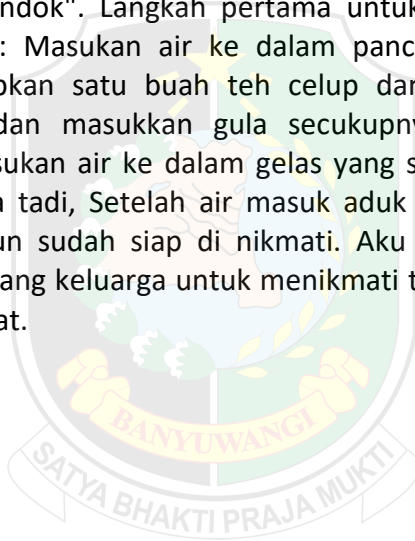 ndok". Langkah pertama untuk
: Masukan air ke dalam panc
pkan satu buah teh celup dar
dan masukkan gula secukupny
sukan air ke dalam gelas yang s
a tadi, Setelah air masuk aduk
un sudah siap di nikmati. Aku
ang keluarga untuk menikmati t
at.
BANYUWANGI
SATYA BHAKTI PRAJA MUKTI